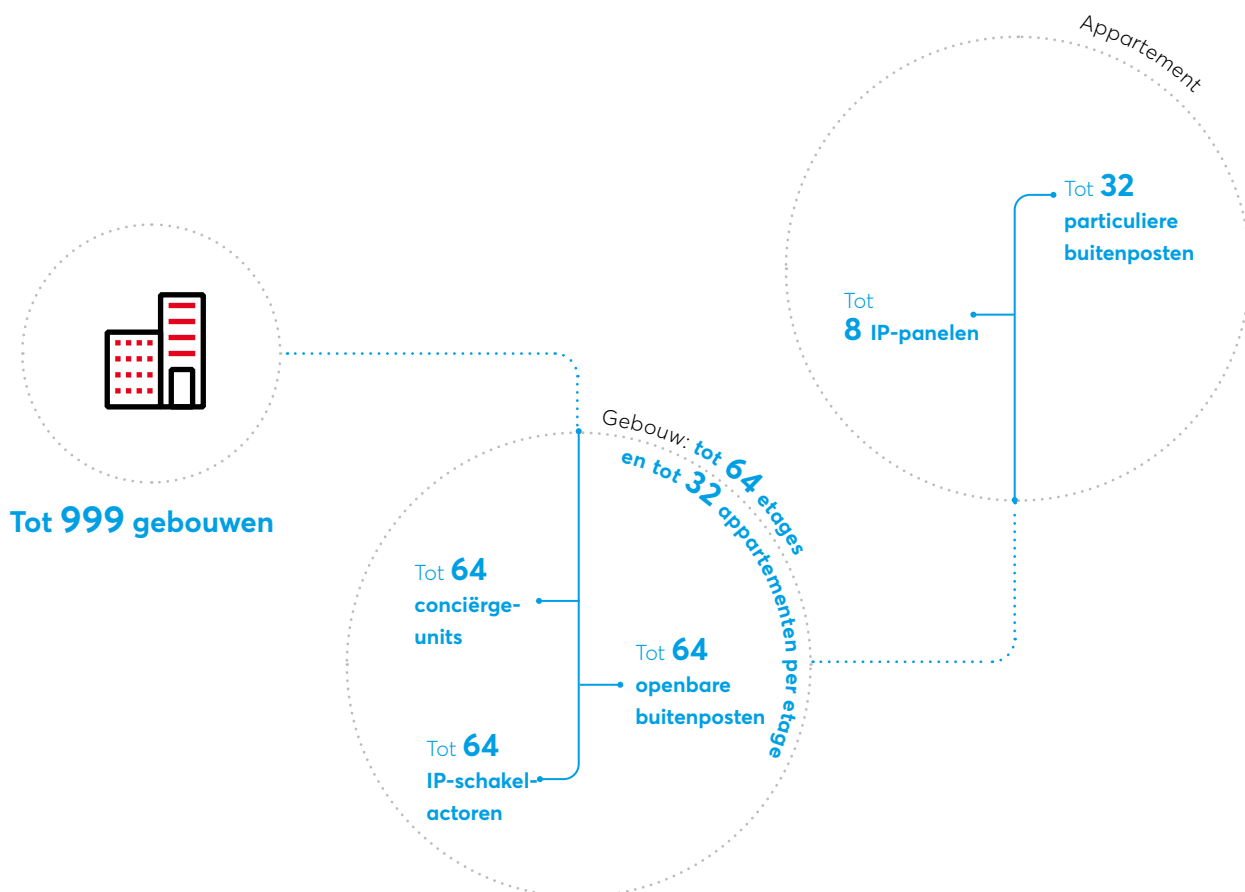 Tot 999 gebouwen
Gebouw: tot 64 etages
en tot 32 appartementen per etage
Tot 64
conciërge-
units
Tot 64
openbare
buitenposten
Tot 64
IP-schakel-
actoren
Appartement
Tot 32
particuliere
buitenposten
Tot
8 IP-panelen